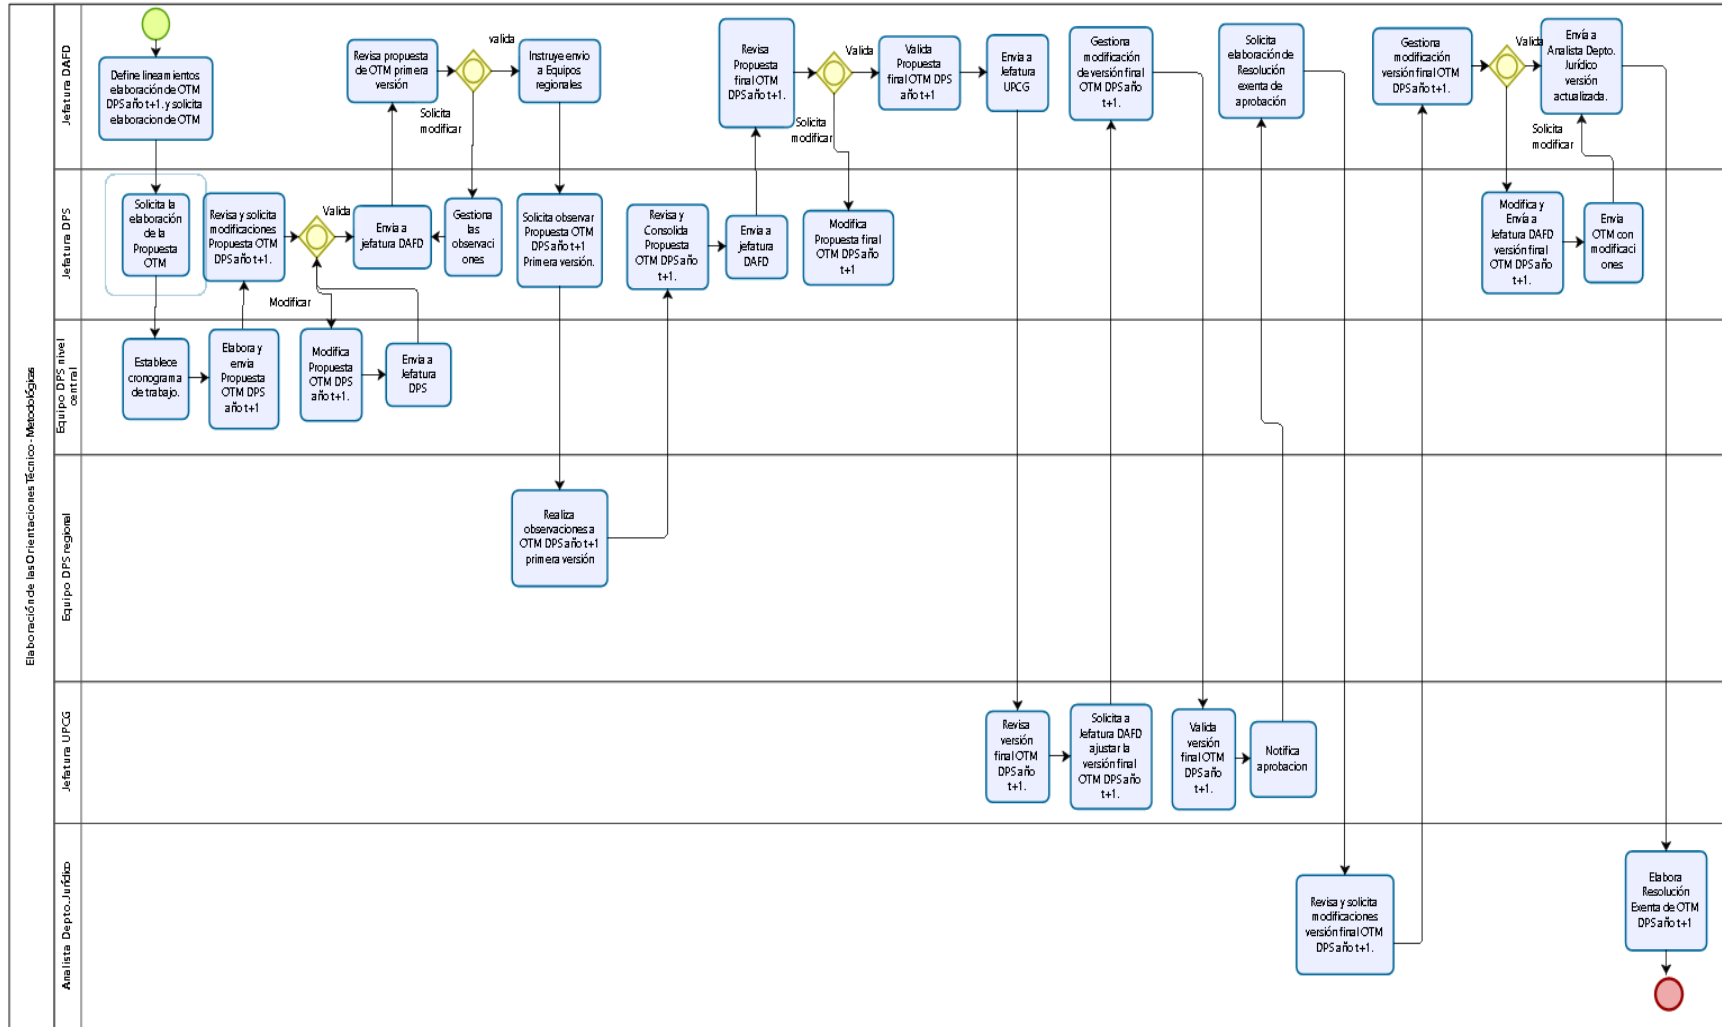 Elaboración de las Orientaciones Técnico - Metodológicas
Jefatura DAFD
Define lineamientos
elaboración de OTM
DPS año t+1. y solicita
elaboracion de OTM
Revisa propuesta
de OTM primera
versión
valida
Solicita
modificar
Instruye envio
a Equipos
regionales
Revisa
Propuesta
final OTM
DPS año t+1.
Valida
Solicita
modificar
Valida
Propuesta
final OTM DPS
año t+1
Envía a
Jefatura
UPCG
Gestiona
modificación
de versión final
OTM DPS año
t+1.
Solicita
elaboración de
Resolución
exenta de
aprobación
Gestiona
modificación
versión final OTM
DPS año t+1.
Valida
Solicita
modificar
Envía a
Analista Depto.
Jurídico
versión
actualizada.
Jefatura DPS
Solicita la
elaboración
de la
Propuesta
OTM
Revisa y solicita
modificaciones
Propuesta OTM
DPS año t+1.
Valida
Modificar
Envía a
jefatura DAFD
Gestiona
las
observaci
ones
Solicita observar
Propuesta OTM
DPS año t+1
Primera versión.
Revisa y
Consolida
Propuesta
OTM DPS año
t+1.
Envía a
jefatura
DAFD
Modifica
Propuesta final
OTM DPS año
t+1
Modifica y
Envía a
Jefatura DAFD
versión final
OTM DPS año
t+1.
Envía
OTM con
modificaci
ones
Equipo DPS nivel
central
Establece
cronograma
de trabajo.
Elabora y
envía
Propuesta
OTM DPS
año t+1
Modifica
Propuesta
OTM DPS
año t+1.
Envía a
Jefatura
DPS
Equipo DPS regional
Realiza
observaciones a
OTM DPS año t+1
primera versión
Jefatura UPCG
Revisa
versión
final OTM
DPS año
t+1.
Solicita a
Jefatura DAFD
ajustar la
versión final
OTM DPS año
t+1.
Valida
versión
final OTM
DPS año
t+1.
Notifica
aprobacion
Analista Depto. Jurídico
Revisa y solicita
modificaciones
versión final OTM
DPS año t+1.
Elabora
Resolución
Exenta de OTM
DPS año t+1